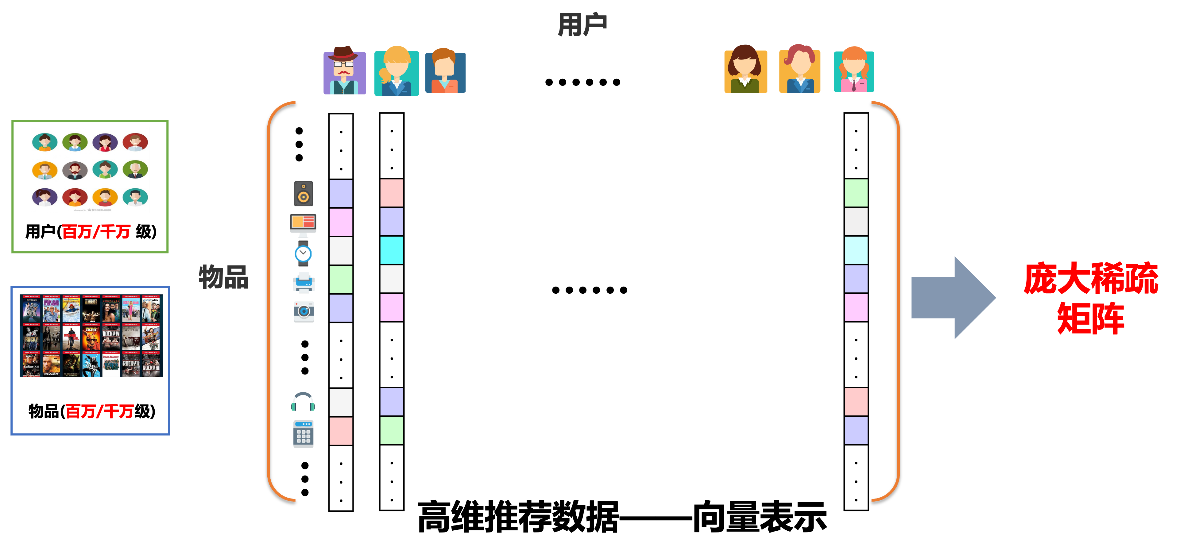 用户
用户(百万/千万 级)
物品
物品(百万/千万级)
庞大稀疏
矩阵
高维推荐数据——向量表示